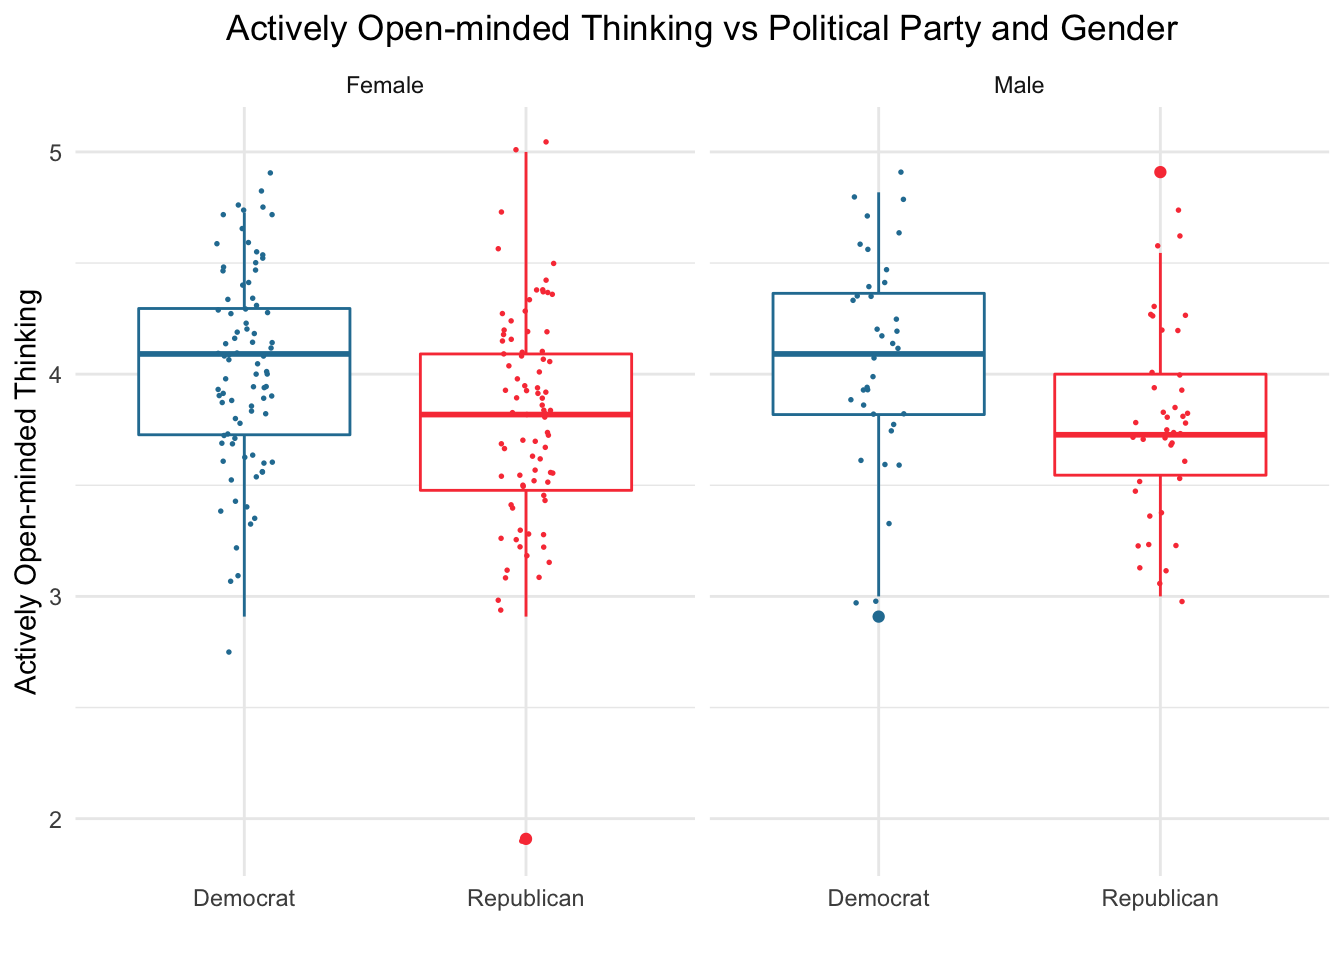 Actively Open-minded Thinking vs Political Party and Gender
Female
Male
Actively Open-minded Thinking
5
4
3
2
Democrat
Republican
Democrat
Republican